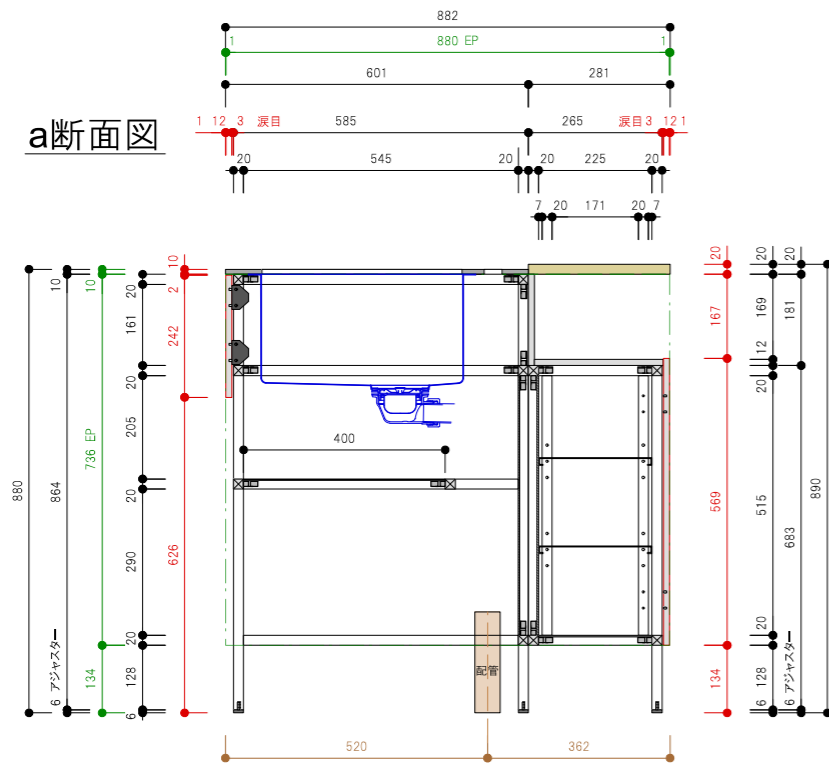 882
1 880 EP 1
601 281
a断面図
1 12 3 涙目 585 265 涙目 3 12 1
20 545 20 20 225 20
7 20 171 20 7
880
10 864 6 アジャスター
10 736 EP 134
20 161 20 205 20 290 20 128 6
10 2 242 626
400
配管
20 167 569 134
20 169 12 20 515 20 128 6
20 181 683 6 アジャスター
890
520 362